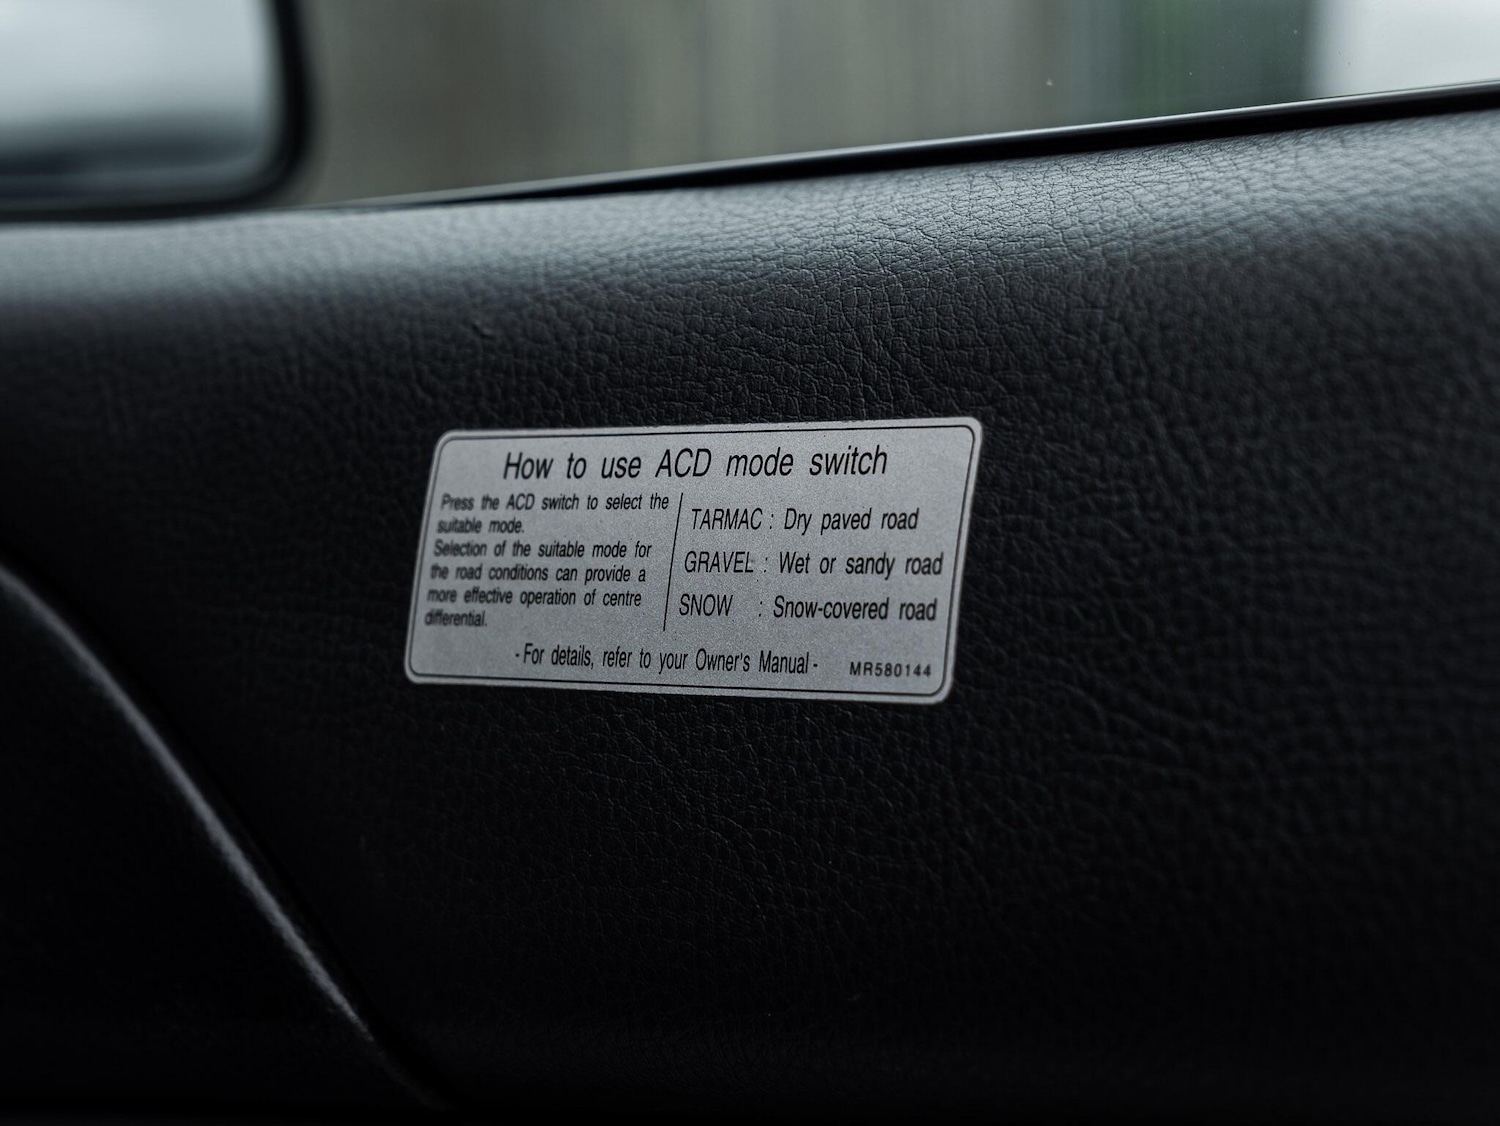 How to use ACD mode switch
Press the ACD switch to select the
suitable mode.
Selection of the suitable mode for
the road conditions can provide a
more effective operation of centre
differential.
TARMAC : Dry paved road
GRAVEL : Wet or sandy road
SNOW : Snow-covered road
- For details, refer to your Owner's Manual -
MR580144